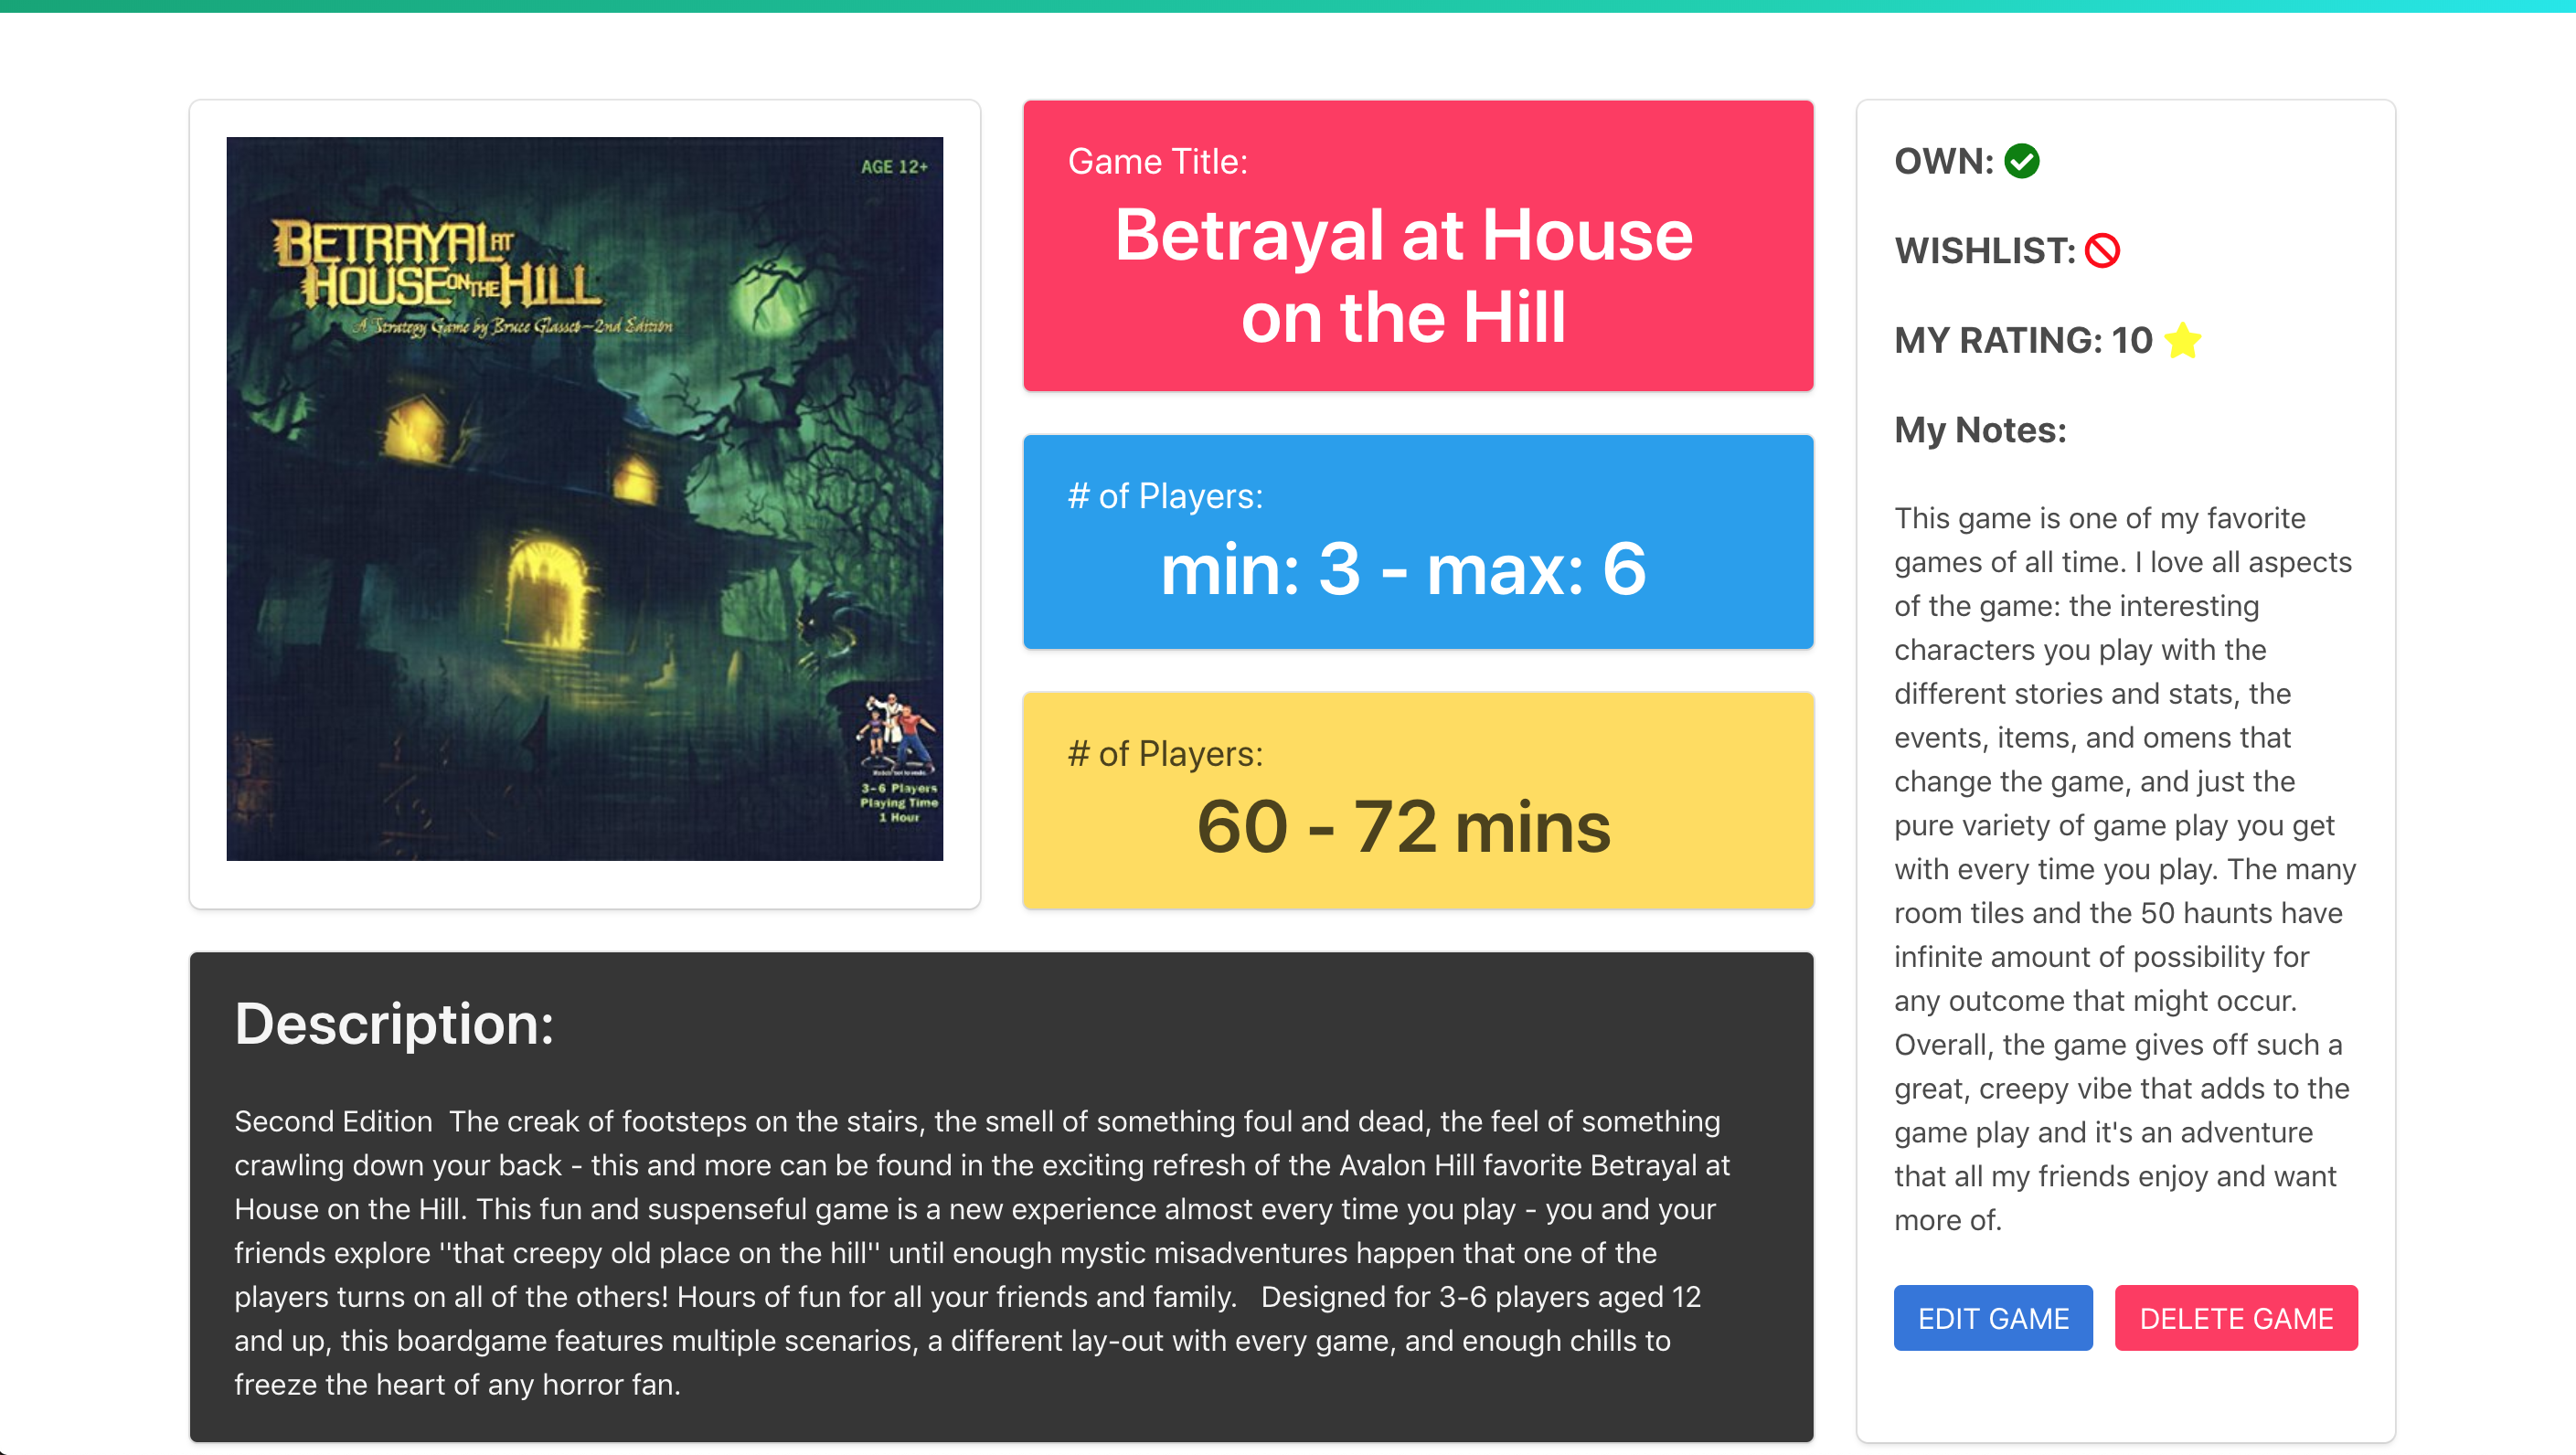 AGE 12+
BETRAYAL AT
HOUSE ON THE HILL
A Strategy Game by Bruce Glassco—2nd Edition
3-6 Players
Playing Time
1 Hour
Game Title:
Betrayal at House
on the Hill
# of Players:
min: 3 - max: 6
# of Players:
60 - 72 mins
Description:
Second Edition  The creak of footsteps on the stairs, the smell of something foul and dead, the feel of something
crawling down your back - this and more can be found in the exciting refresh of the Avalon Hill favorite Betrayal at
House on the Hill. This fun and suspenseful game is a new experience almost every time you play - you and your
friends explore ''that creepy old place on the hill'' until enough mystic misadventures happen that one of the
players turns on all of the others! Hours of fun for all your friends and family.   Designed for 3-6 players aged 12
and up, this boardgame features multiple scenarios, a different lay-out with every game, and enough chills to
freeze the heart of any horror fan.
OWN:
WISHLIST:
MY RATING: 10
My Notes:
This game is one of my favorite
games of all time. I love all aspects
of the game: the interesting
characters you play with the
different stories and stats, the
events, items, and omens that
change the game, and just the
pure variety of game play you get
with every time you play. The many
room tiles and the 50 haunts have
infinite amount of possibility for
any outcome that might occur.
Overall, the game gives off such a
great, creepy vibe that adds to the
game play and it's an adventure
that all my friends enjoy and want
more of.
EDIT GAME
DELETE GAME